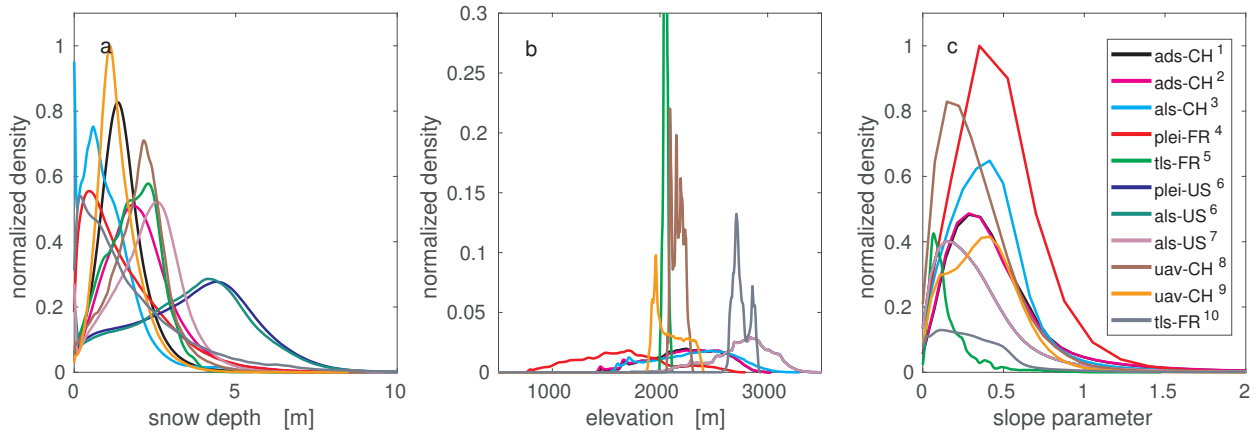 a
1
0.8
0.6
0.4
0.2
0
0
5
10
normalized density
snow depth [m]
b
0.3
0.25
0.2
0.15
0.1
0.05
0
1000
2000
3000
normalized density
elevation [m]
c
1
0.8
0.6
0.4
0.2
0
0
0.5
1
1.5
2
normalized density
slope parameter
ads-CH 1
ads-CH 2
als-CH 3
plei-FR 4
tls-FR 5
plei-US 6
als-US 6
als-US 7
uav-CH 8
uav-CH 9
tls-FR 10